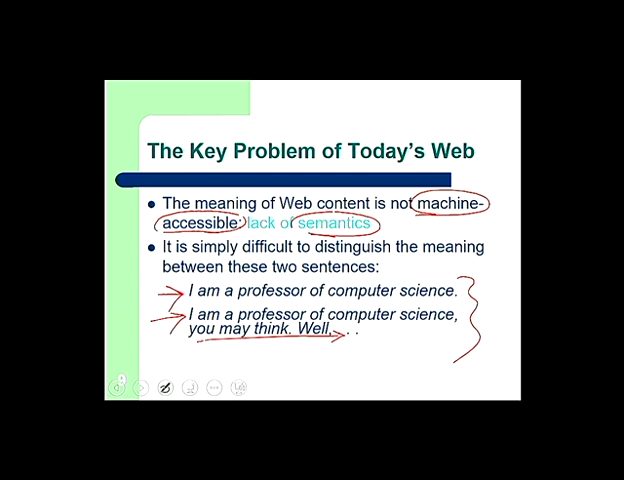 The Key Problem of Today's Web
The meaning of Web content is not machine-
accessible: lack of semantics
It is simply difficult to distinguish the meaning
between these two sentences:
I am a professor of computer science.
I am a professor of computer science,
you may think. Well, . .